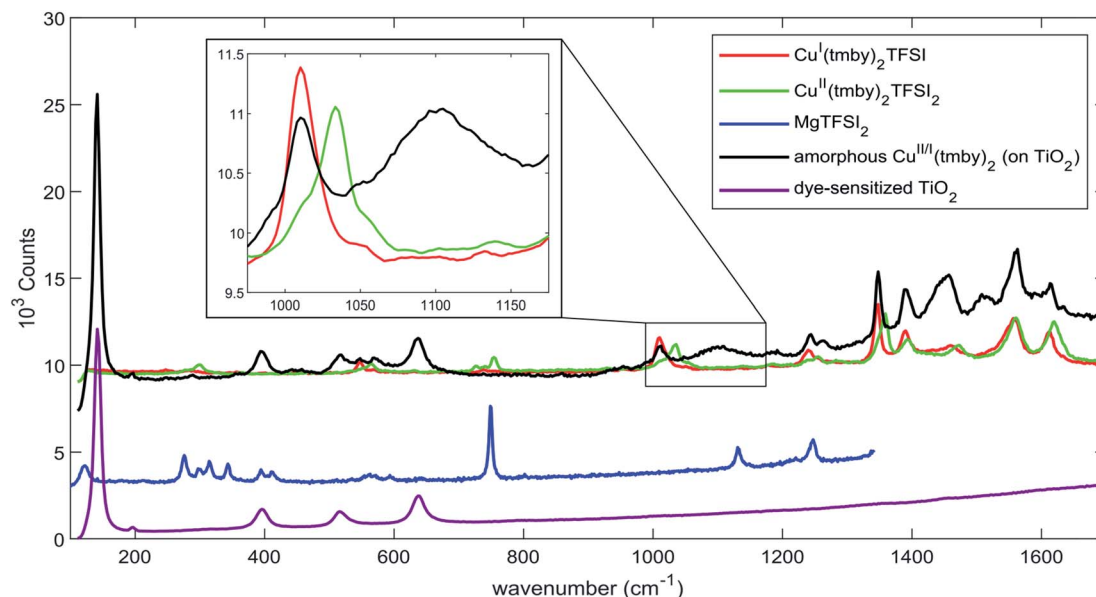 30
25
20
15
10
5
0
10³ Counts
200 400 600 800 1000 1200 1400 1600
wavenumber (cm⁻¹)
11.5
11
10.5
10
9.5
1000 1050 1100 1150
Cuᴵ(tmby)₂TFSI
Cuᴵᴵ(tmby)₂TFSI₂
MgTFSI₂
amorphous Cuᴵᴵ/ᴵ(tmby)₂ (on TiO₂)
dye-sensitized TiO₂